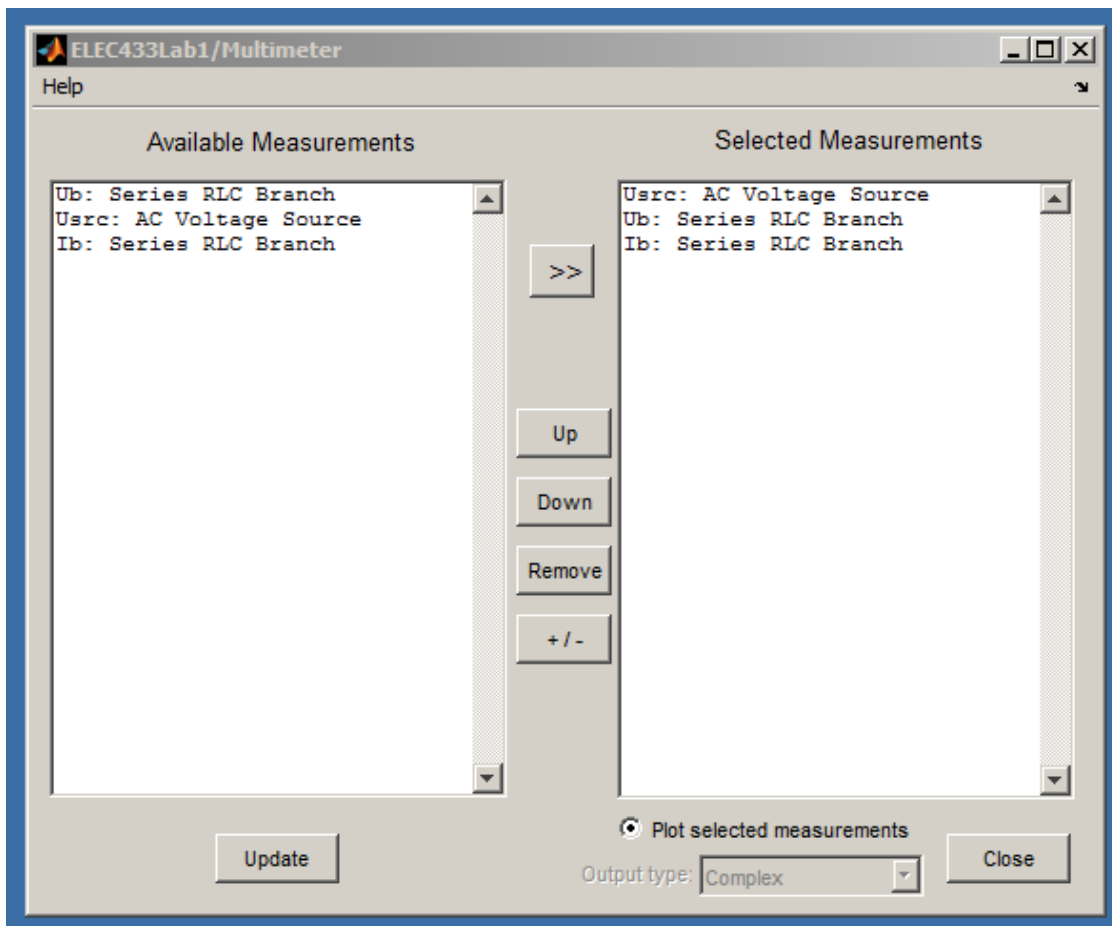 ELEC433Lab1/Multimeter
Help
Available Measurements
Selected Measurements
Ub: Series RLC Branch
Usrc: AC Voltage Source
Ib: Series RLC Branch
>>
Up
Down
Remove
+ / -
Usrc: AC Voltage Source
Ub: Series RLC Branch
Ib: Series RLC Branch
Update
Plot selected measurements
Output type: Complex
Close